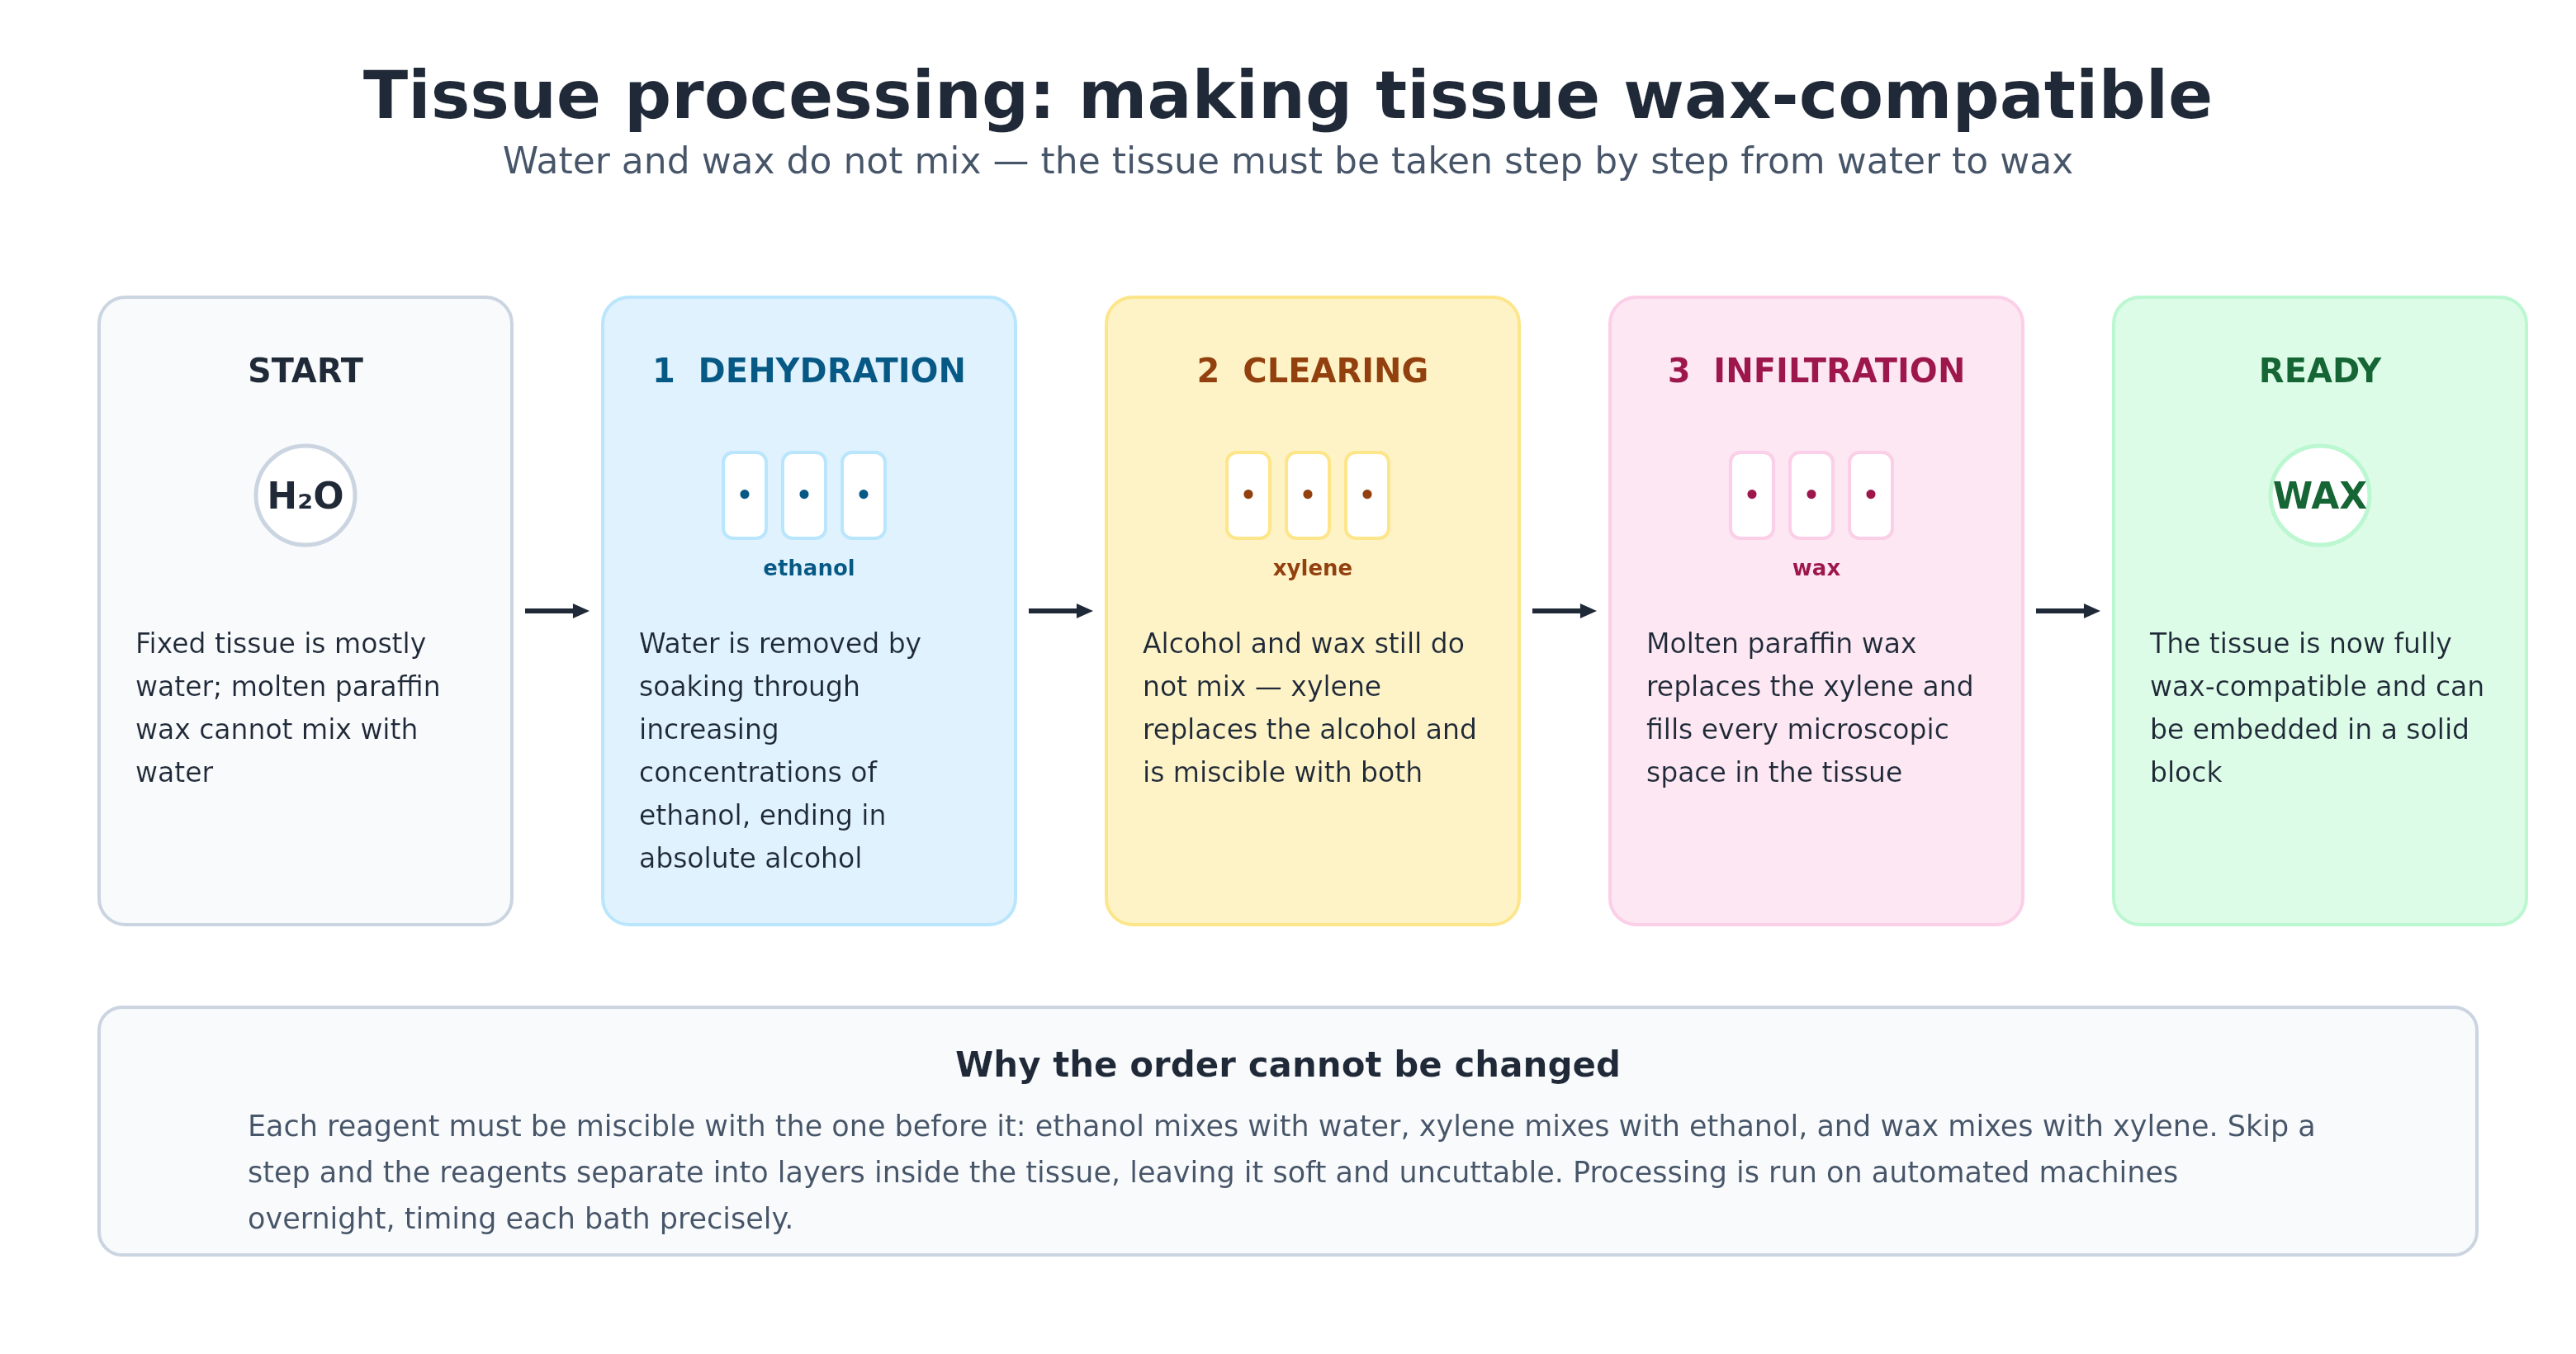 Tissue processing: making tissue wax-compatible
Water and wax do not mix — the tissue must be taken step by step from water to wax
START
H₂O
Fixed tissue is mostly
water; molten paraffin
wax cannot mix with
water
1 DEHYDRATION
ethanol
Water is removed by
soaking through
increasing
concentrations of
ethanol, ending in
absolute alcohol
2 CLEARING
xylene
Alcohol and wax still do
not mix — xylene
replaces the alcohol and
is miscible with both
3 INFILTRATION
wax
Molten paraffin wax
replaces the xylene and
fills every microscopic
space in the tissue
READY
WAX
The tissue is now fully
wax-compatible and can
be embedded in a solid
block
Why the order cannot be changed
Each reagent must be miscible with the one before it: ethanol mixes with water, xylene mixes with ethanol, and wax mixes with xylene. Skip a
step and the reagents separate into layers inside the tissue, leaving it soft and uncuttable. Processing is run on automated machines
overnight, timing each bath precisely.